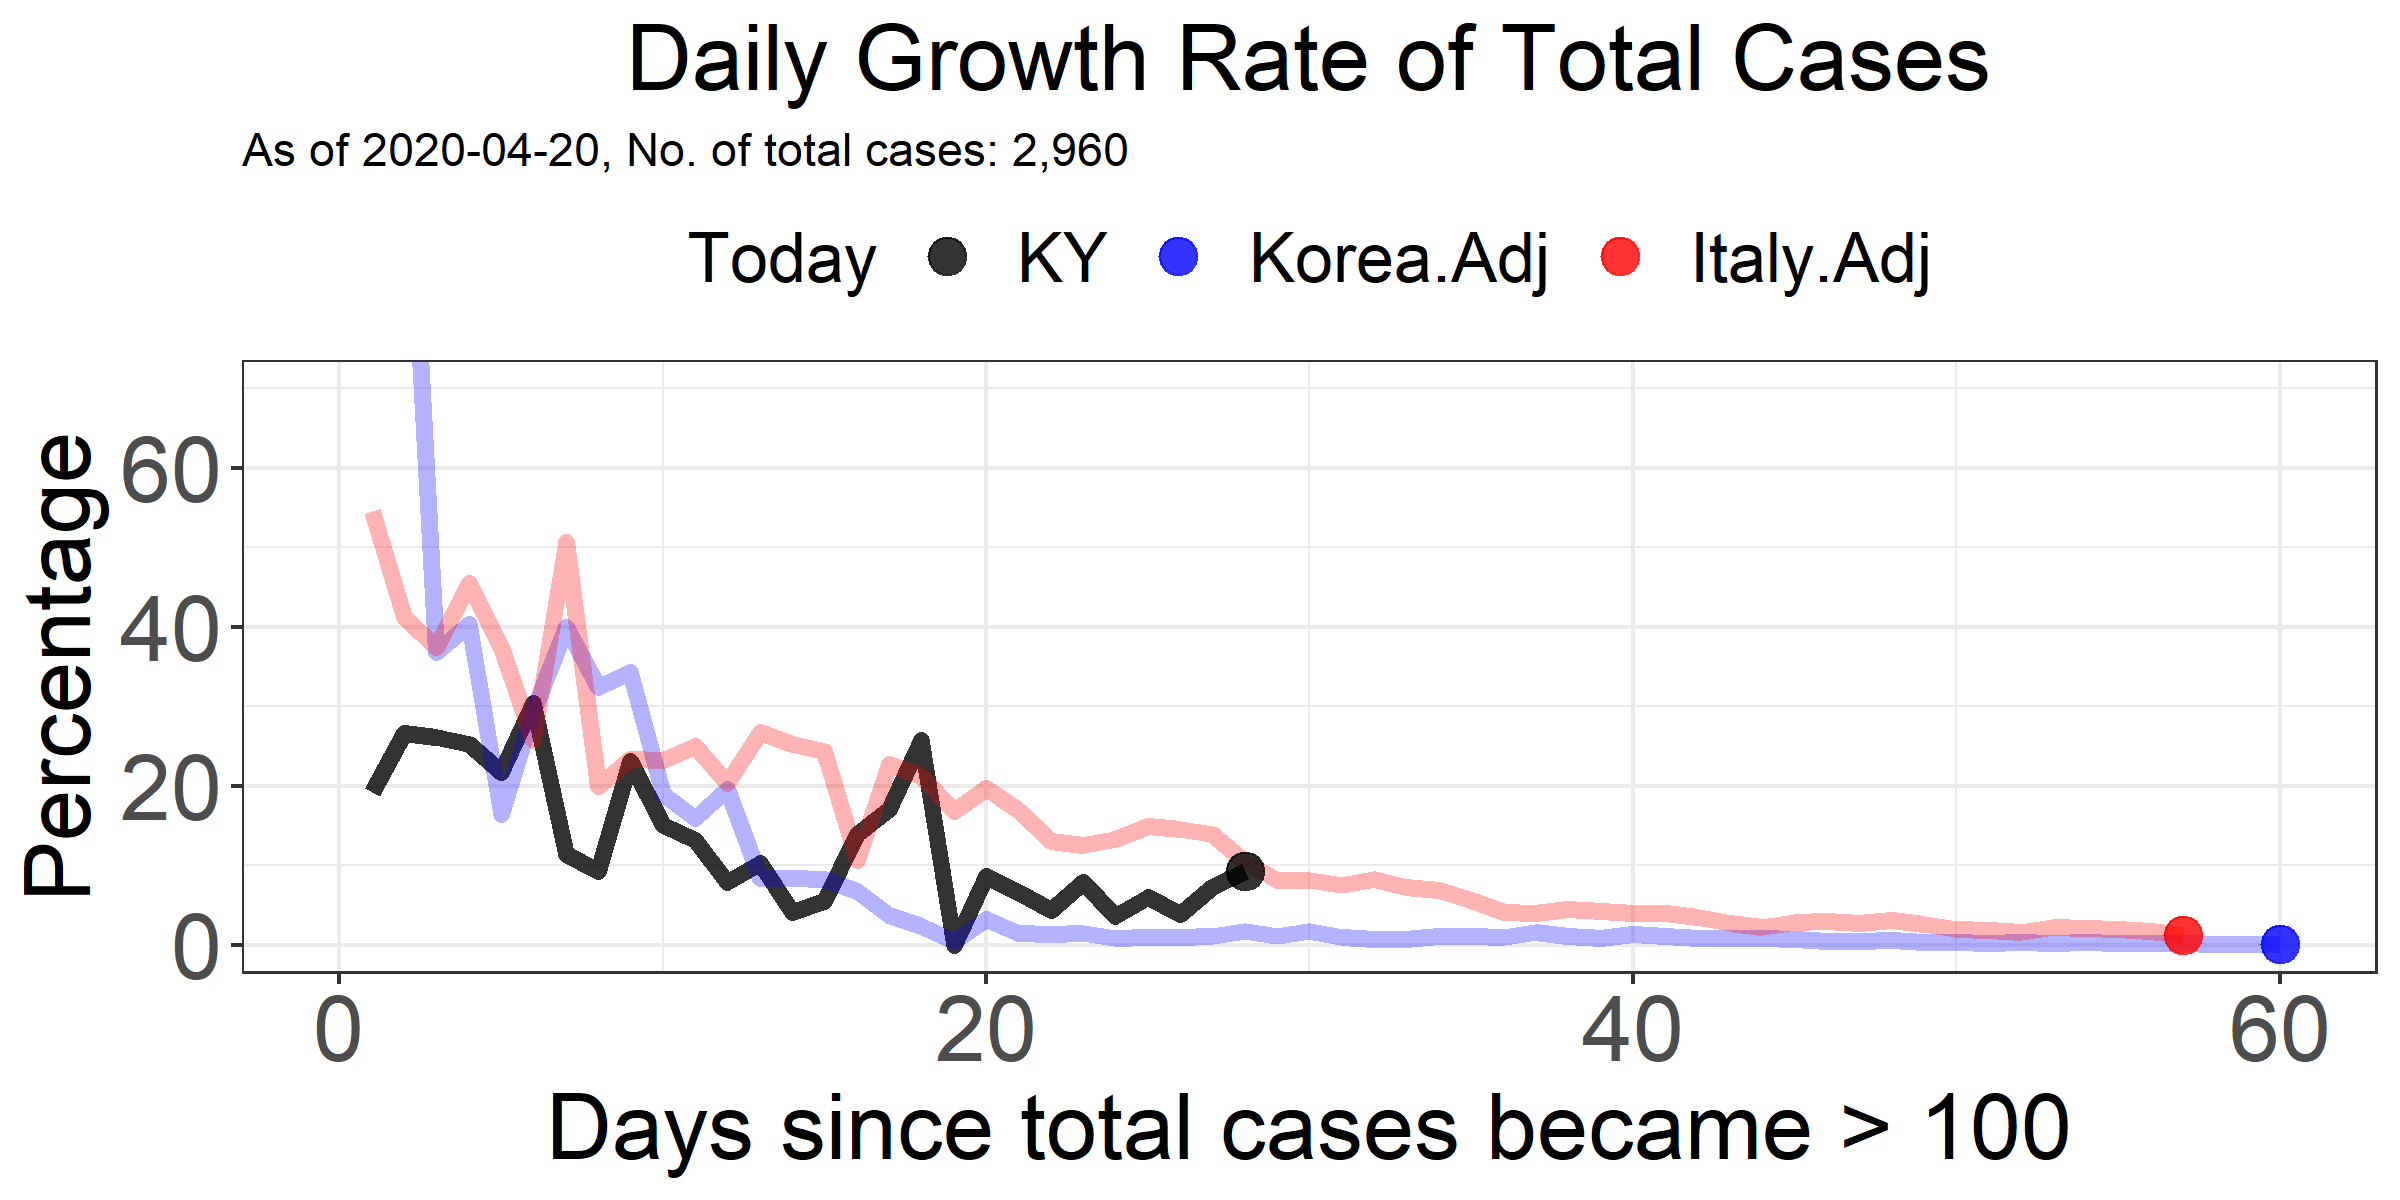 Daily Growth Rate of Total Cases
As of 2020-04-20, No. of total cases: 2,960
Today KY Korea.Adj Italy.Adj
Percentage
60
40
20
0
0 20 40 60
Days since total cases became > 100